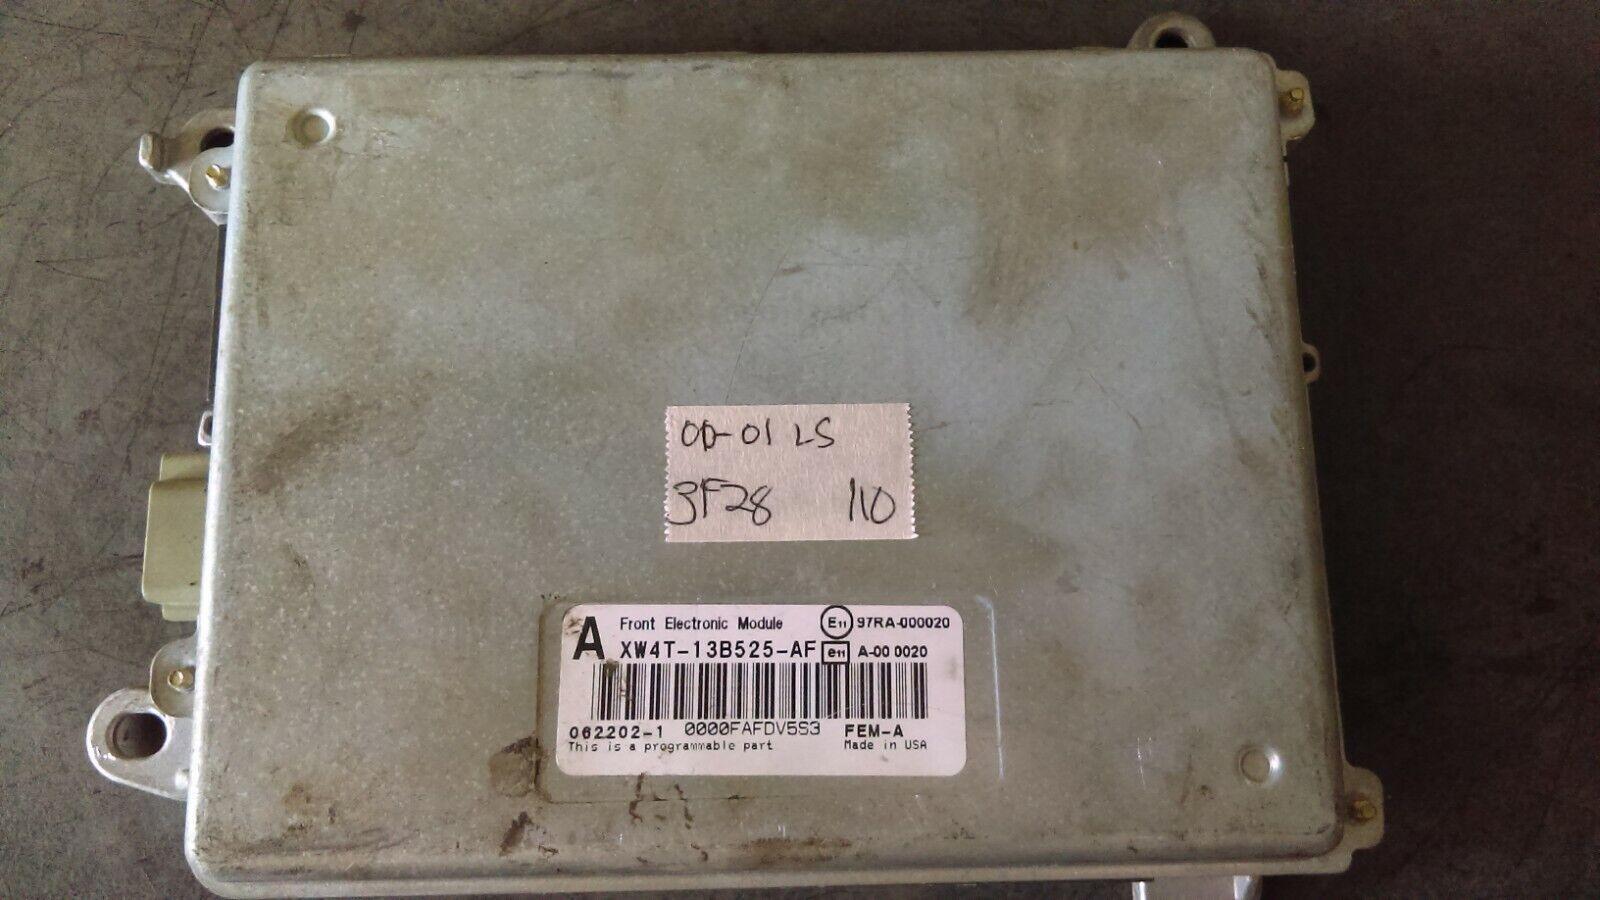 00-01 LS
3F28 110
A Front Electronic Module E11 97RA-000020
XW4T-13B525-AF e11 A-00 0020
062202-1 0000FAFDV5S3 FEM-A
This is a programmable part Made in USA